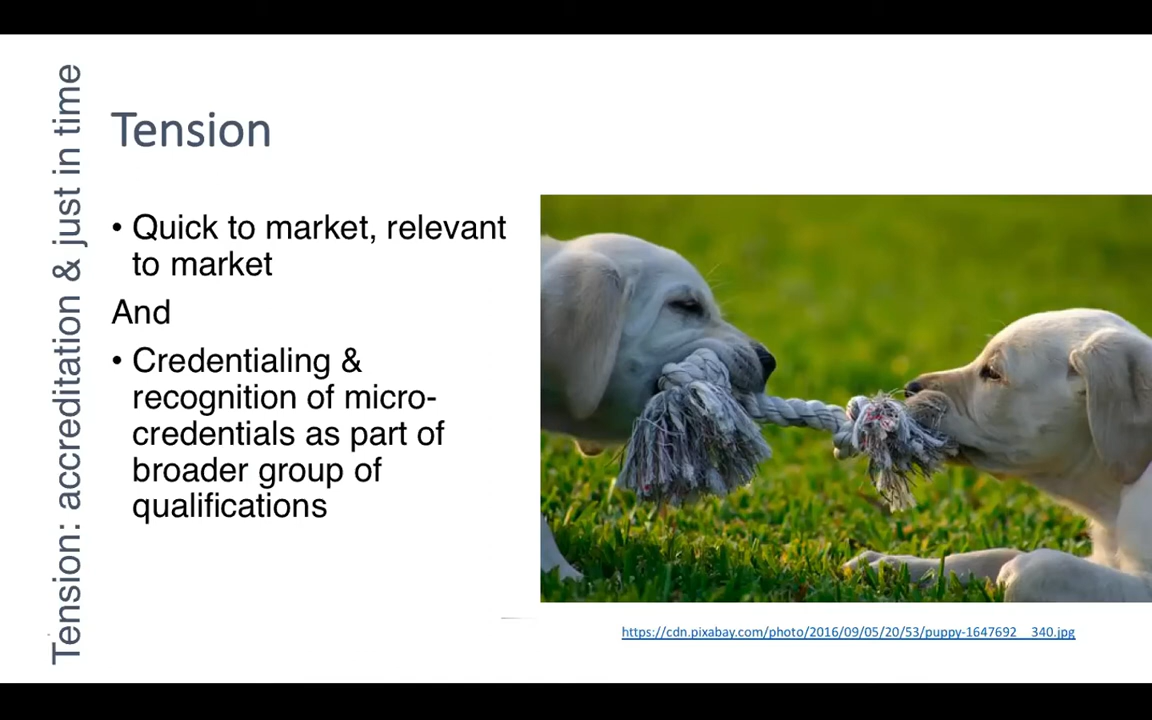 Tension: accreditation & just in time
Tension
• Quick to market, relevant
to market
And
• Credentialing &
recognition of micro-
credentials as part of
broader group of
qualifications
https://cdn.pixabay.com/photo/2016/09/05/20/53/puppy-1647692__340.jpg